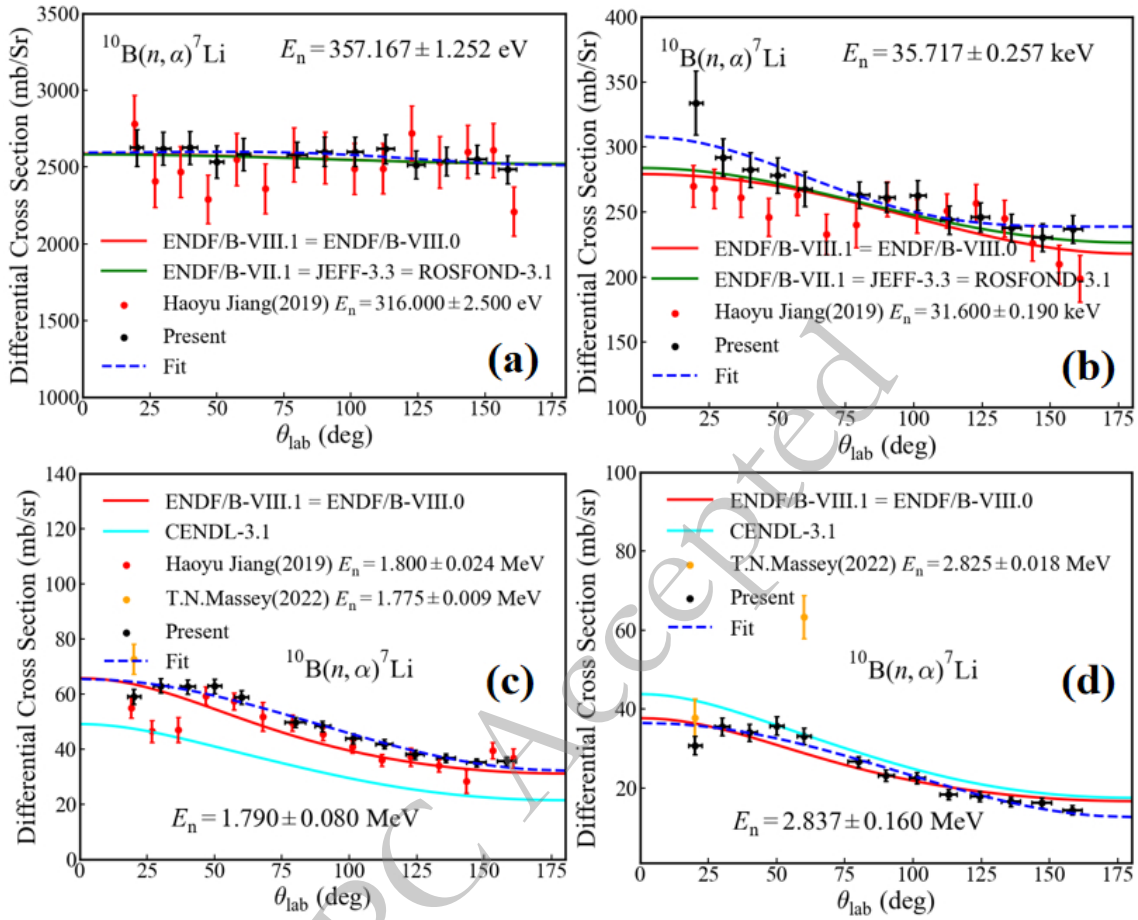 Differential Cross Section (mb/Sr)
3500
3000
2500
2000
1500
1000
¹⁰B(n, α)⁷Li
Eₙ = 357.167 ± 1.252 eV
ENDF/B-VIII.1 = ENDF/B-VIII.0
ENDF/B-VII.1 = JEFF-3.3 = ROSFOND-3.1
Haoyu Jiang(2019) Eₙ = 316.000 ± 2.500 eV
Present
Fit
(a)
0 25 50 75 100 125 150 175
θ_lab (deg)
Differential Cross Section (mb/Sr)
400
350
300
250
200
150
100
¹⁰B(n, α)⁷Li
Eₙ = 35.717 ± 0.257 keV
ENDF/B-VIII.1 = ENDF/B-VIII.0
ENDF/B-VII.1 = JEFF-3.3 = ROSFOND-3.1
Haoyu Jiang(2019) Eₙ = 31.600 ± 0.190 keV
Present
Fit
(b)
0 25 50 75 100 125 150 175
θ_lab (deg)
Differential Cross Section (mb/sr)
140
120
100
80
60
40
20
0
ENDF/B-VIII.1 = ENDF/B-VIII.0
CENDL-3.1
Haoyu Jiang(2019) Eₙ = 1.800 ± 0.024 MeV
T.N.Massey(2022) Eₙ = 1.775 ± 0.009 MeV
Present
Fit
¹⁰B(n, α)⁷Li
(c)
Eₙ = 1.790 ± 0.080 MeV
0 25 50 75 100 125 150 175
θ_lab (deg)
Differential Cross Section (mb/sr)
100
80
60
40
20
ENDF/B-VIII.1 = ENDF/B-VIII.0
CENDL-3.1
T.N.Massey(2022) Eₙ = 2.825 ± 0.018 MeV
Present
Fit
¹⁰B(n, α)⁷Li
(d)
Eₙ = 2.837 ± 0.160 MeV
0 25 50 75 100 125 150 175
θ_lab (deg)
PC Accepted